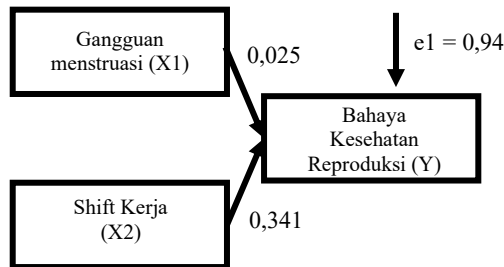 Gangguan
menstruasi (X1)
0,025
e1 = 0,94
Bahaya
Kesehatan
Reproduksi (Y)
Shift Kerja
(X2)
0,341